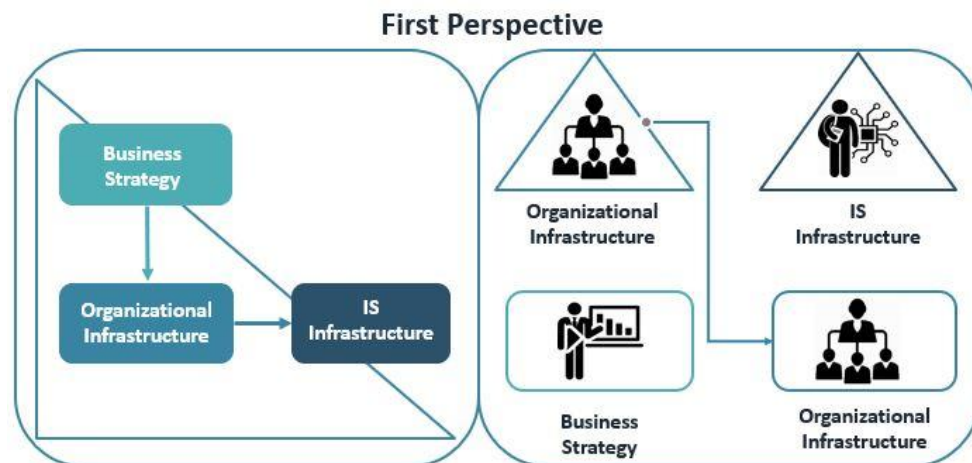 First Perspective
Business
Strategy
Organizational
Infrastructure
IS
Infrastructure
Organizational
Infrastructure
IS
Infrastructure
Business
Strategy
Organizational
Infrastructure